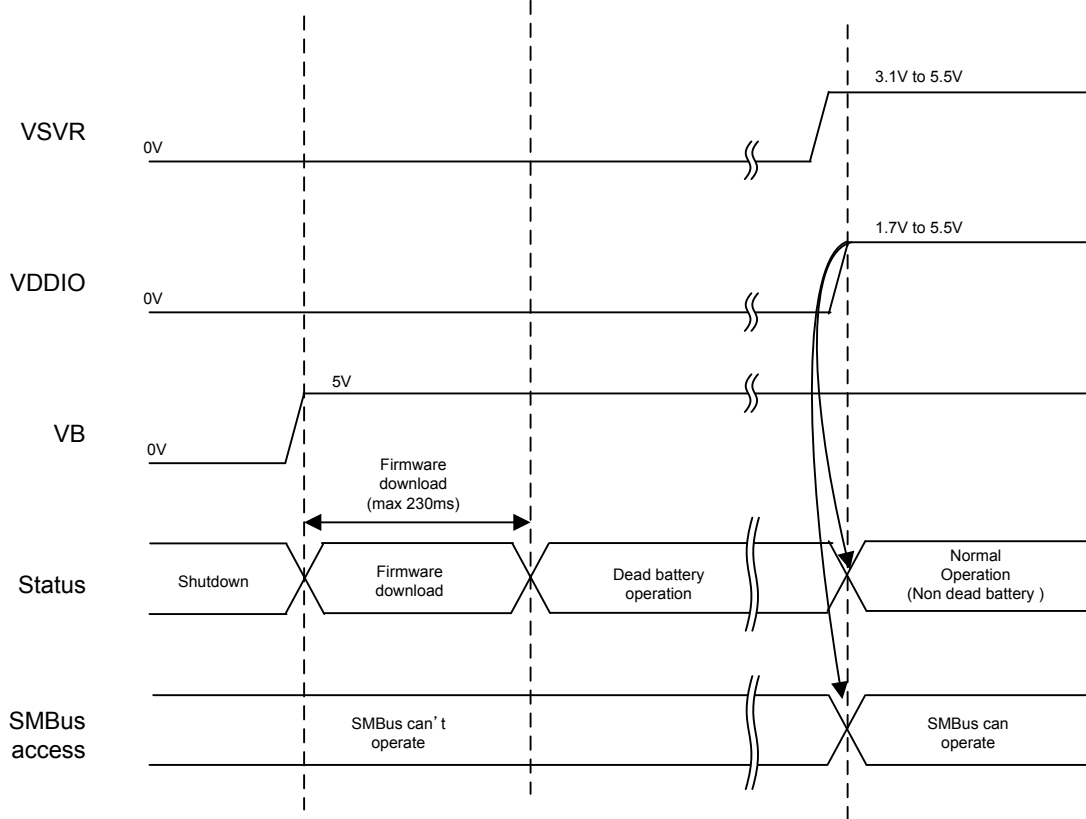 3.1V to 5.5V
VSVR
0V
1.7V to 5.5V
VDDIO
0V
5V
VB
0V
Firmware
download
(max 230ms)
Status
Shutdown
Firmware
download
Dead battery
operation
Normal
Operation
(Non dead battery )
SMBus
access
SMBus can't
operate
SMBus can
operate